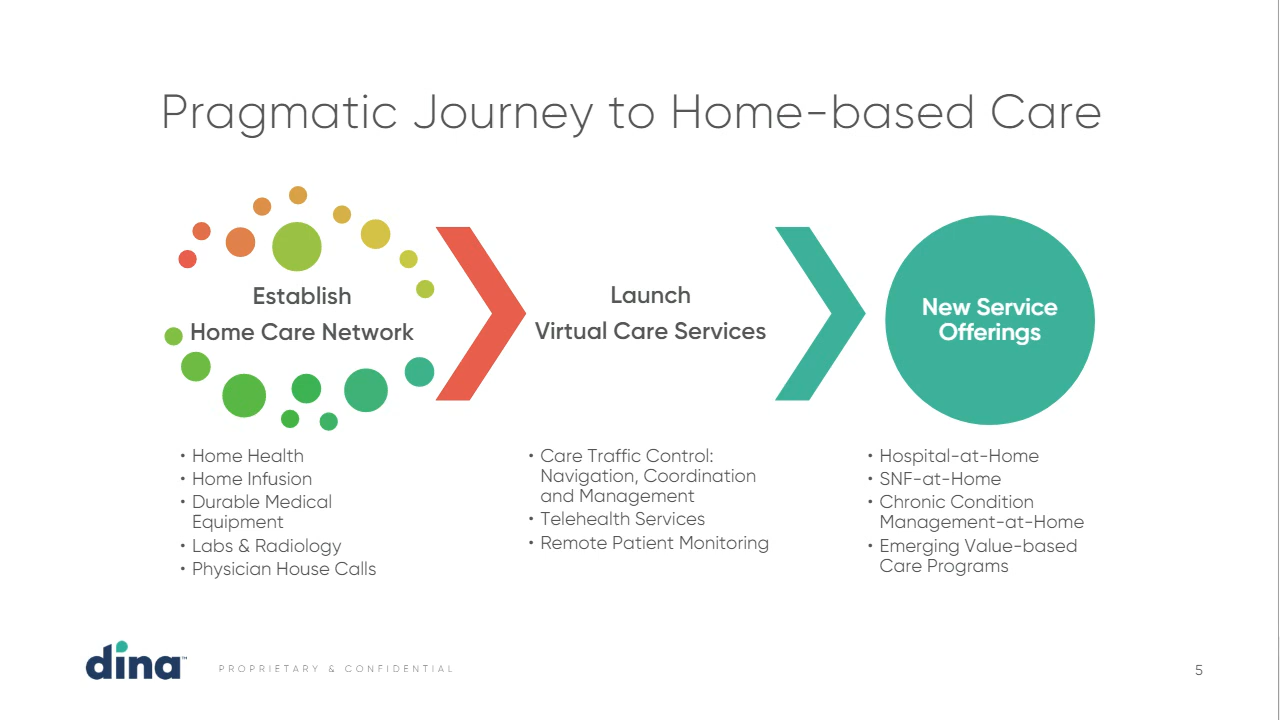 Pragmatic Journey to Home-based Care
Establish
Home Care Network
Launch
Virtual Care Services
New Service
Offerings
• Home Health
• Home Infusion
• Durable Medical
Equipment
• Labs & Radiology
• Physician House Calls
• Care Traffic Control:
Navigation, Coordination
and Management
• Telehealth Services
• Remote Patient Monitoring
• Hospital-at-Home
• SNF-at-Home
• Chronic Condition
Management-at-Home
• Emerging Value-based
Care Programs
dina™
PROPRIETARY & CONFIDENTIAL
5